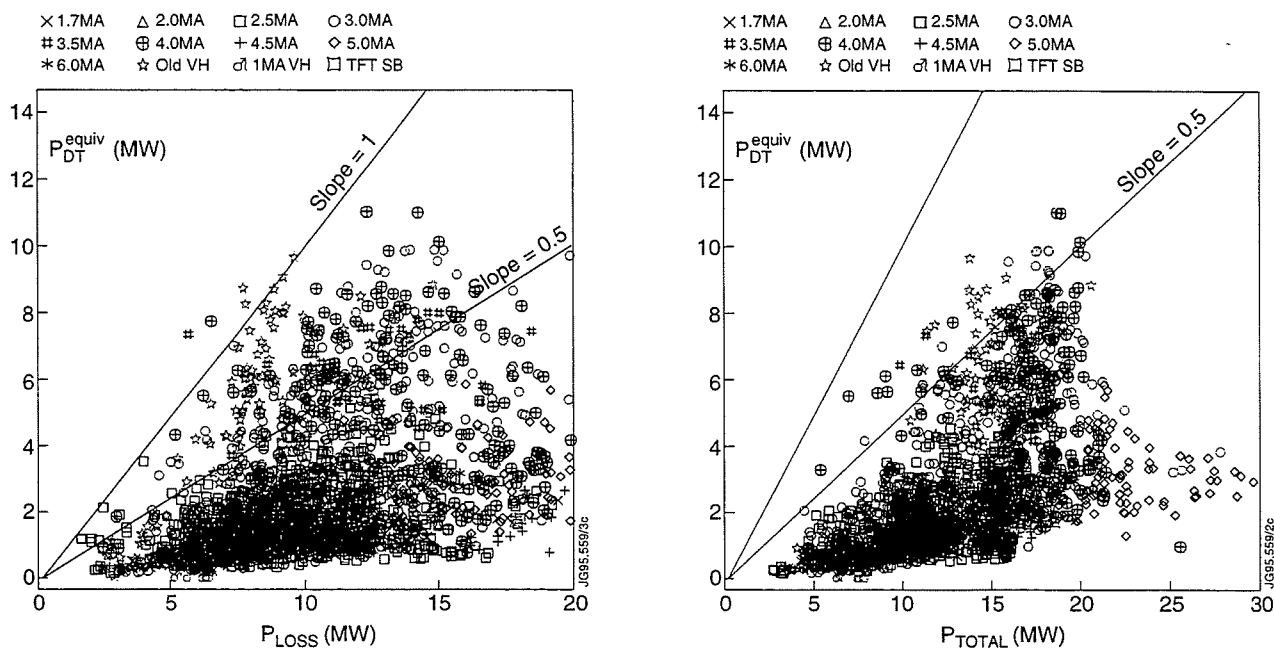 × 1.7MA △ 2.0MA □ 2.5MA ○ 3.0MA
# 3.5MA ⊕ 4.0MA + 4.5MA ◇ 5.0MA
* 6.0MA ☆ Old VH ♂ 1MA VH □ TFT SB
14
12
10
8
6
4
2
0
P_DT^equiv (MW)
Slope = 1
Slope = 0.5
0 5 10 15 20
P_LOSS (MW)
JG95.559/3c
× 1.7MA △ 2.0MA □ 2.5MA ○ 3.0MA
# 3.5MA ⊕ 4.0MA + 4.5MA ◇ 5.0MA
* 6.0MA ☆ Old VH ♂ 1MA VH □ TFT SB
14
12
10
8
6
4
2
0
P_DT^equiv (MW)
Slope = 0.5
0 5 10 15 20 25 30
P_TOTAL (MW)
JG95.559/2c